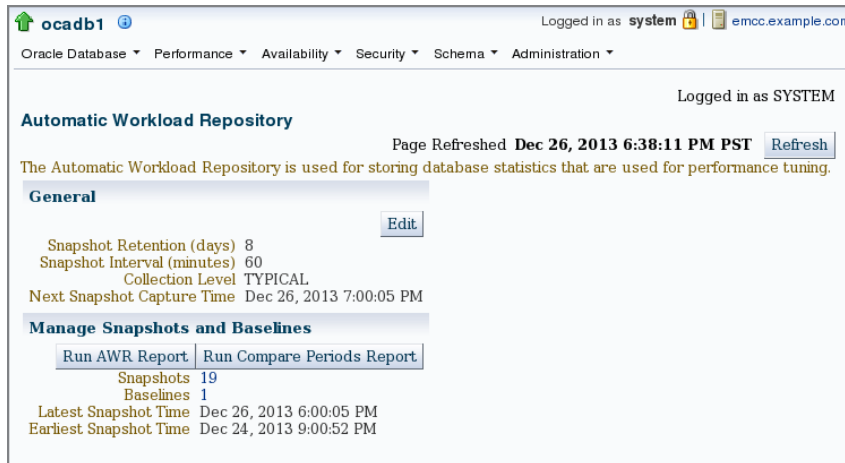 ocadb1 Logged in as system emcc.example.com
Oracle Database Performance Availability Security Schema Administration
Logged in as SYSTEM
Automatic Workload Repository
Page Refreshed Dec 26, 2013 6:38:11 PM PST Refresh
The Automatic Workload Repository is used for storing database statistics that are used for performance tuning.
General
Edit
Snapshot Retention (days) 8
Snapshot Interval (minutes) 60
Collection Level TYPICAL
Next Snapshot Capture Time Dec 26, 2013 7:00:05 PM
Manage Snapshots and Baselines
Run AWR Report Run Compare Periods Report
Snapshots 19
Baselines 1
Latest Snapshot Time Dec 26, 2013 6:00:05 PM
Earliest Snapshot Time Dec 24, 2013 9:00:52 PM